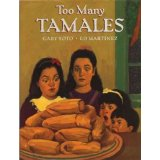 Too Many
TAMALES
GARY SOTO · ED MARTINEZ